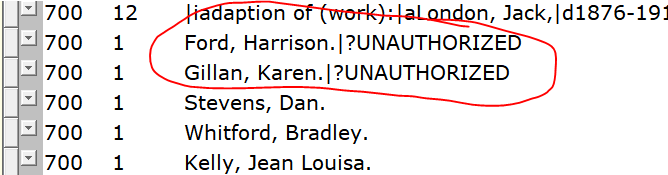 700 12 |iadaption of (work):|aLondon, Jack,|d1876-191
700 1 Ford, Harrison.|?UNAUTHORIZED
700 1 Gillan, Karen.|?UNAUTHORIZED
700 1 Stevens, Dan.
700 1 Whitford, Bradley.
700 1 Kelly, Jean Louisa.